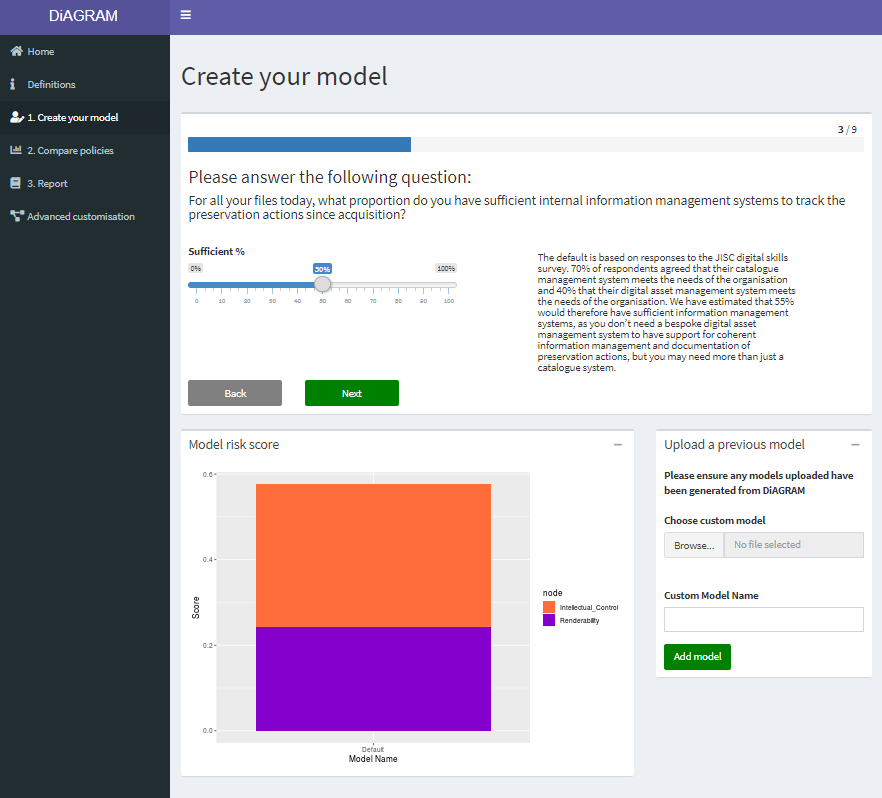 DiAGRAM
Home
Definitions
1. Create your model
2. Compare policies
3. Report
Advanced customisation
Create your model
3 / 9
Please answer the following question:
For all your files today, what proportion do you have sufficient internal information management systems to track the
preservation actions since acquisition?
Sufficient %
0% 50% 100%
0 10 20 30 40 50 60 70 80 90 100
The default is based on responses to the JISC digital skills
survey. 70% of respondents agreed that their catalogue
management system meets the needs of the organisation
and 40% that their digital asset management system meets
the needs of the organisation. We have estimated that 55%
would therefore have sufficient information management
systems, as you don't need a bespoke digital asset
management system to have support for coherent
information management and documentation of
preservation actions, but you may need more than just a
catalogue system.
Back Next
Model risk score
0.6
0.4
0.2
0.0
Score
Default
Model Name
node
Intellectual_Control
Renderability
Upload a previous model
Please ensure any models uploaded have
been generated from DiAGRAM
Choose custom model
Browse... No file selected
Custom Model Name
Add model